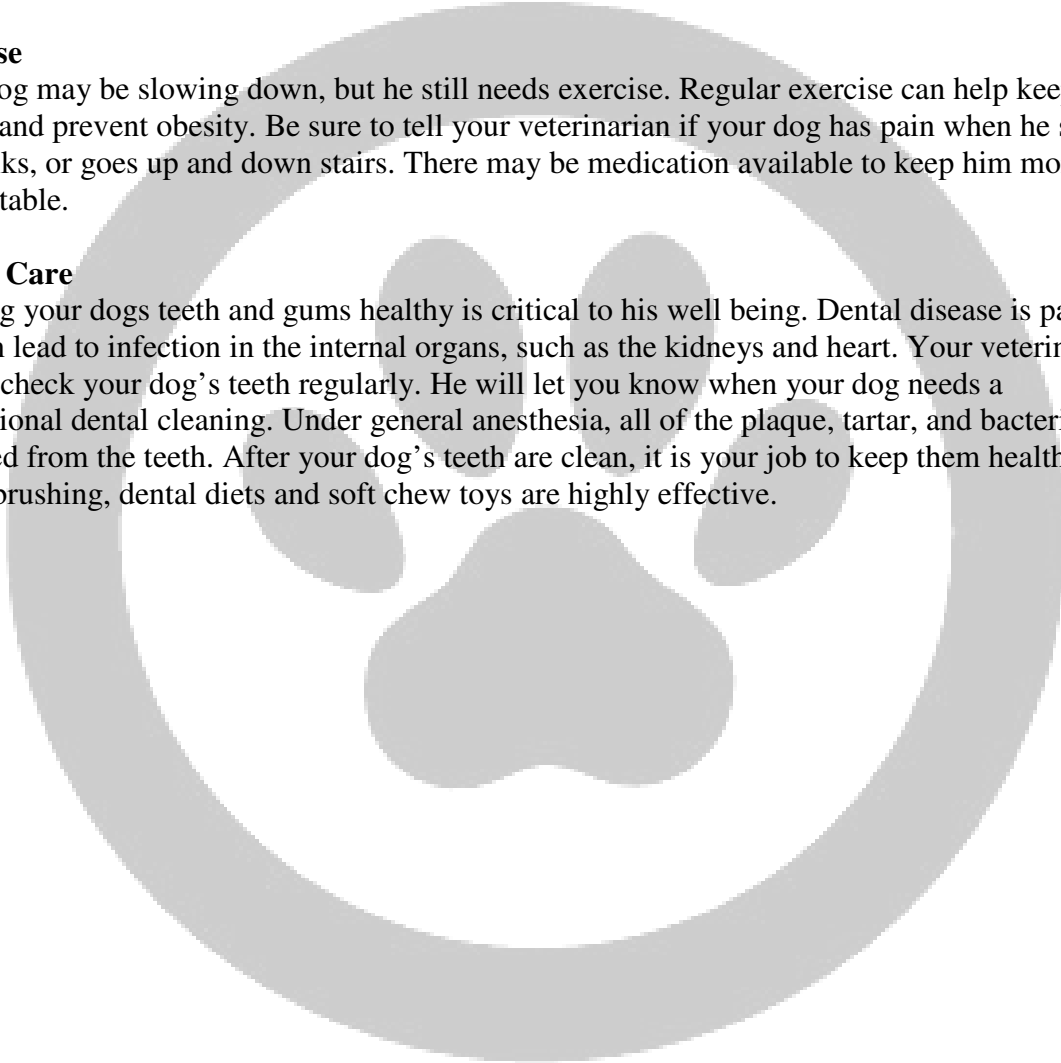 se
og may be slowing down, but he still needs exercise. Regular exercise can help kee
and prevent obesity. Be sure to tell your veterinarian if your dog has pain when he s
ks, or goes up and down stairs. There may be medication available to keep him mo
table.
Care
g your dogs teeth and gums healthy is critical to his well being. Dental disease is pa
n lead to infection in the internal organs, such as the kidneys and heart. Your veterin
check your dog’s teeth regularly. He will let you know when your dog needs a
ional dental cleaning. Under general anesthesia, all of the plaque, tartar, and bacteri
ed from the teeth. After your dog’s teeth are clean, it is your job to keep them health
brushing, dental diets and soft chew toys are highly effective.